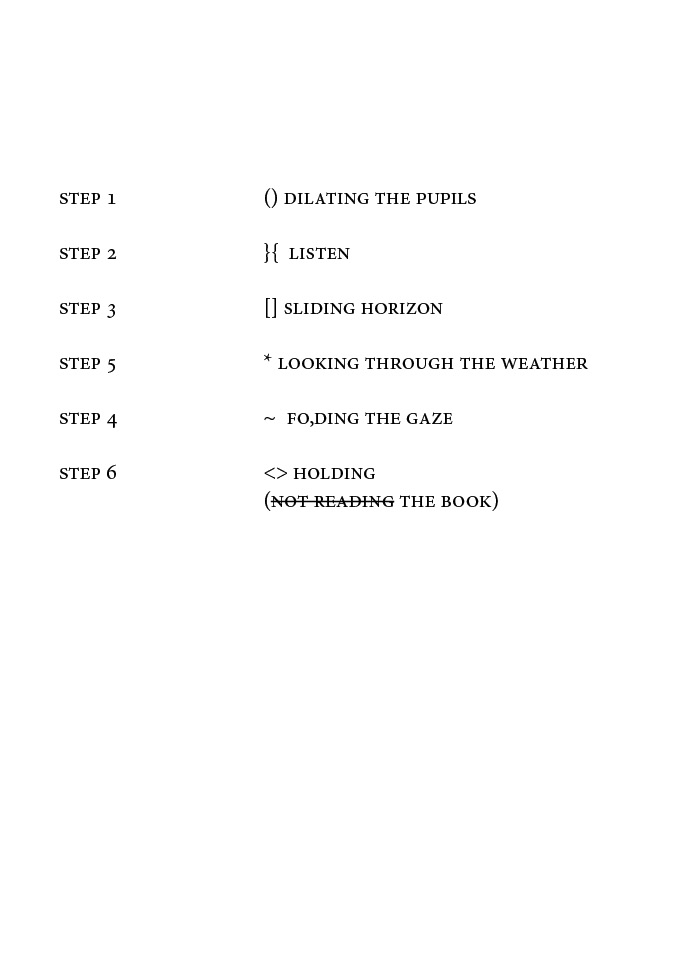 STEP 1 () DILATING THE PUPILS
STEP 2 }{ LISTEN
STEP 3 [] SLIDING HORIZON
STEP 5 * LOOKING THROUGH THE WEATHER
STEP 4 ~ FO,DING THE GAZE
STEP 6 <> HOLDING
(NOT READING THE BOOK)